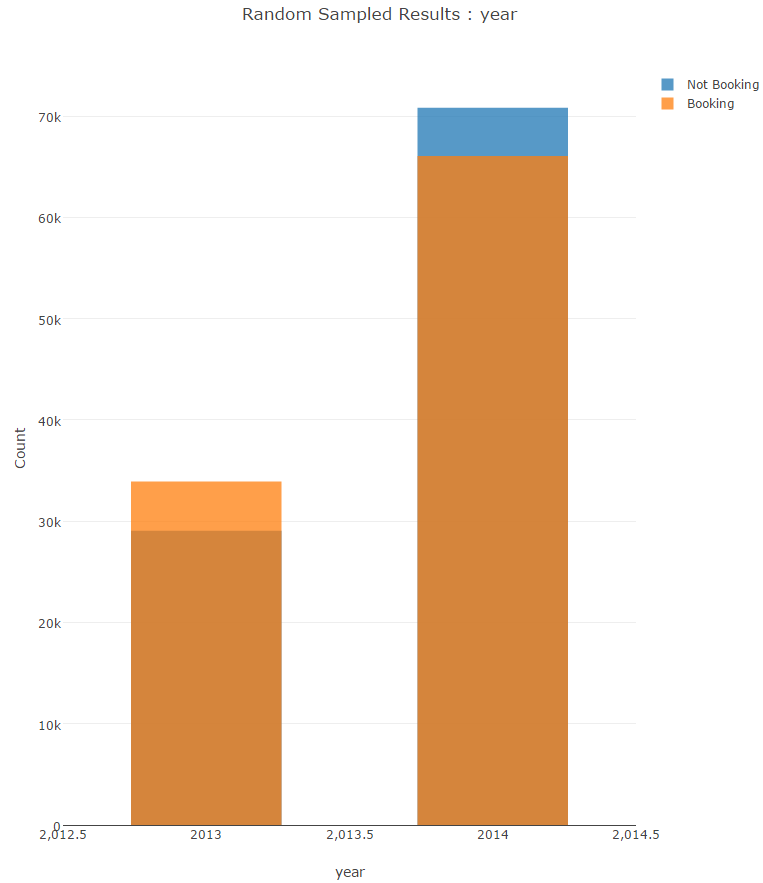 Random Sampled Results : year
Not Booking
Booking
70k
60k
50k
40k
30k
20k
10k
0
Count
2,012.5
2013
2,013.5
2014
2,014.5
year